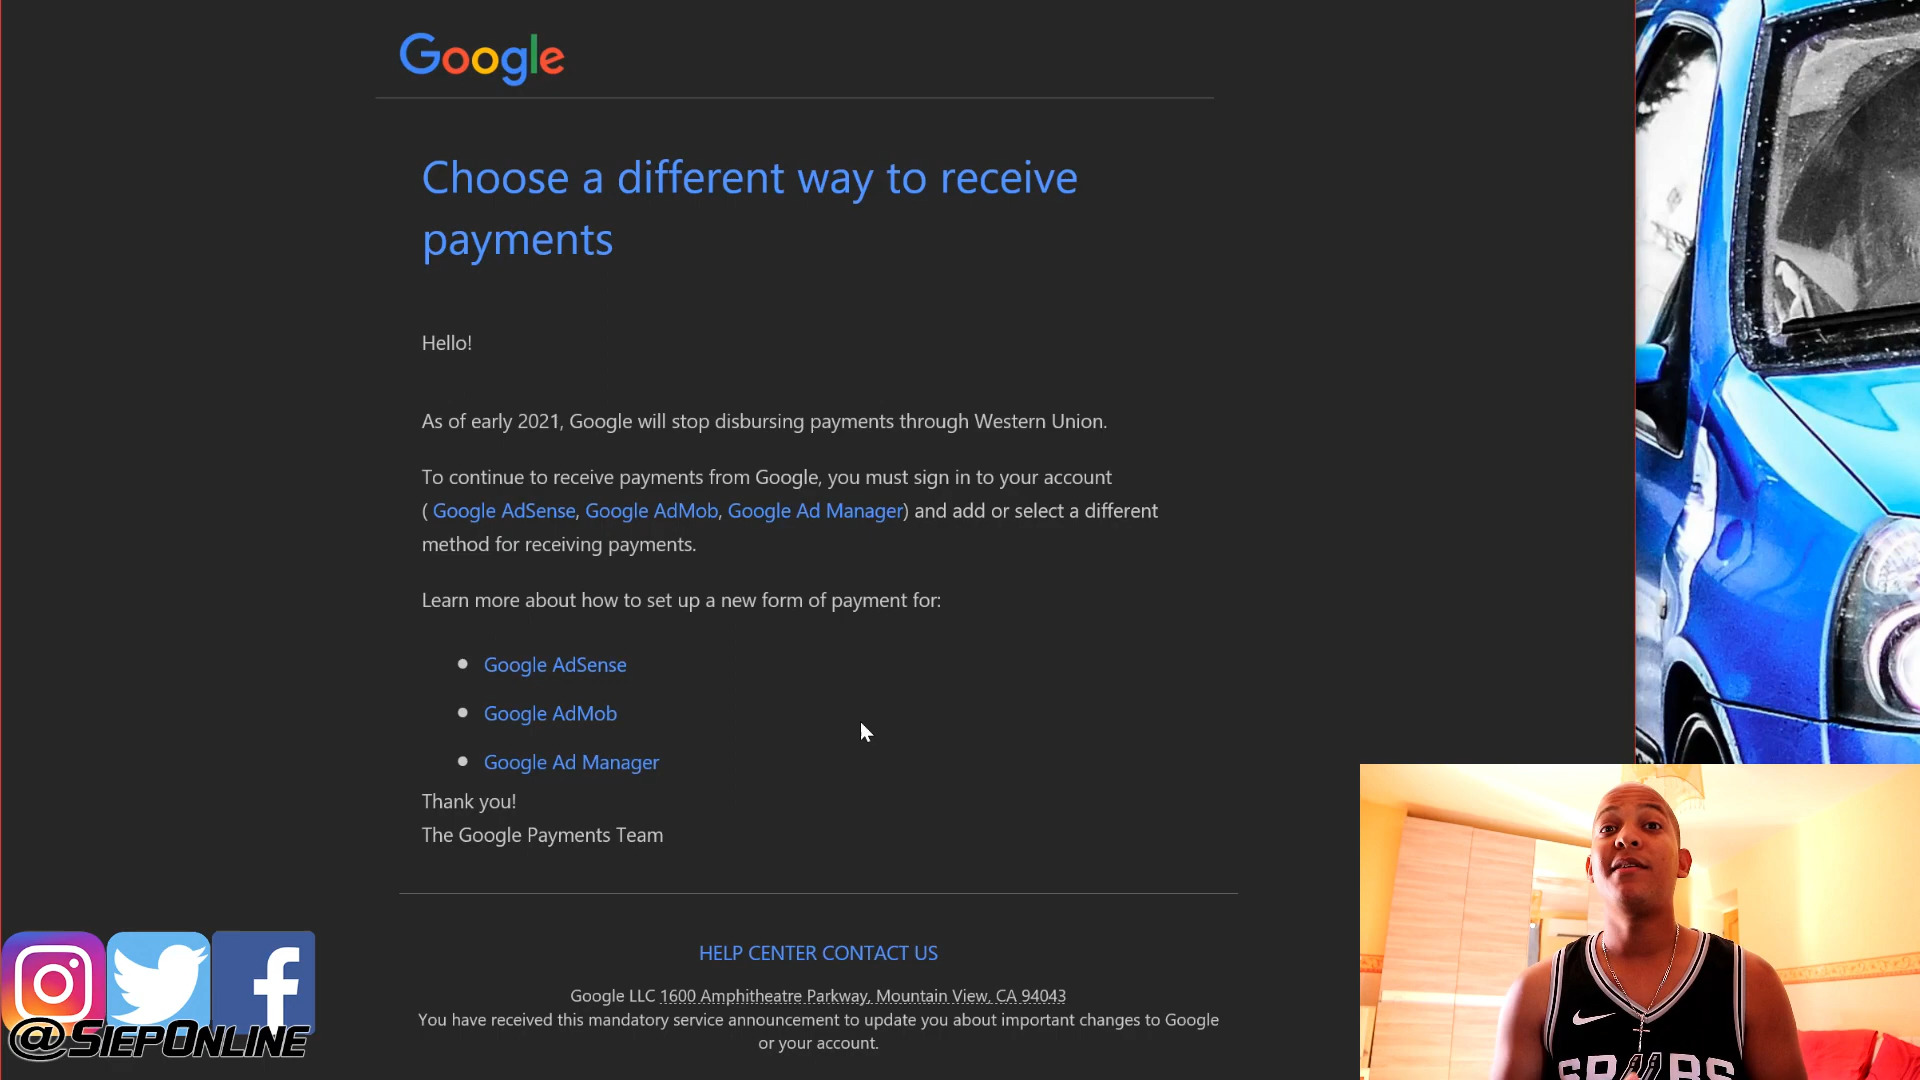 Google
Choose a different way to receive
payments
Hello!
As of early 2021, Google will stop disbursing payments through Western Union.
To continue to receive payments from Google, you must sign in to your account
( Google AdSense, Google AdMob, Google Ad Manager) and add or select a different
method for receiving payments.
Learn more about how to set up a new form of payment for:
• Google AdSense
• Google AdMob
• Google Ad Manager
Thank you!
The Google Payments Team
HELP CENTER CONTACT US
Google LLC 1600 Amphitheatre Parkway, Mountain View, CA 94043
You have received this mandatory service announcement to update you about important changes to Google
or your account.
@SiepOnline
SPURS